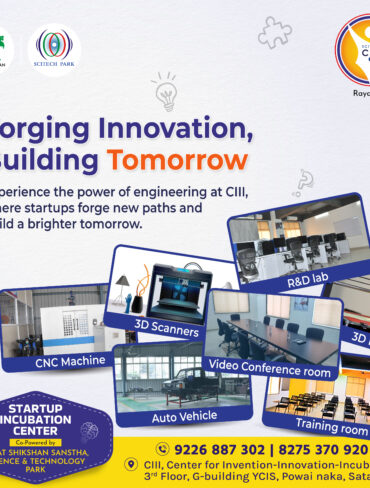 SCITECH PARK
orging Innovation,
uilding Tomorrow
perience the power of engineering at CIII,
ere startups forge new paths and
ild a brighter tomorrow.
R&D lab
3D Scanners
3D
CNC Machine
Video Conference room
Auto Vehicle
Training room
STARTUP
INCUBATION
CENTER
Co-Powered by
AT SHIKSHAN SANSTHA,
ENCE & TECHNOLOGY
PARK
9226 887 302 | 8275 370 920
CIII, Center for Invention-Innovation-Incub
3rd Floor, G-building YCIS, Powai naka, Sata